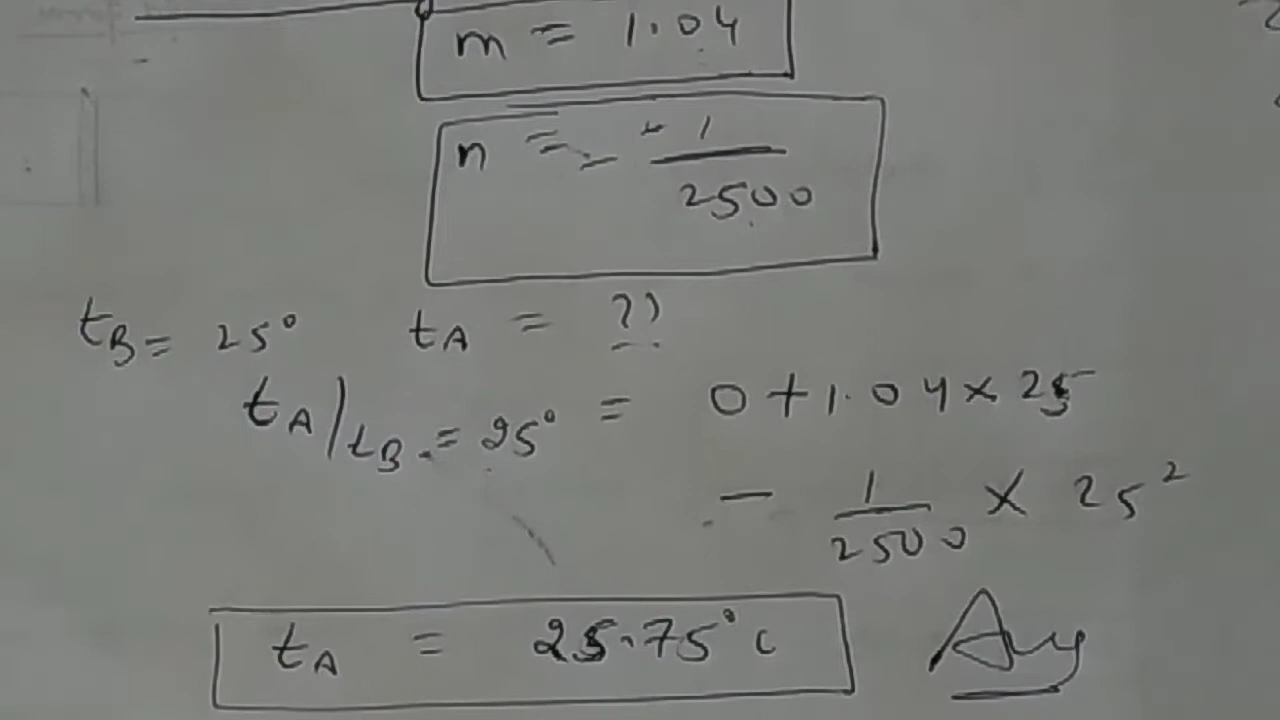 m = 1.04
n = - 1/2500
t_B = 25° t_A = ??
t_A/t_B = 25° = 0 + 1.04 × 25
- 1/2500 × 25²
t_A = 25.75° c Ans